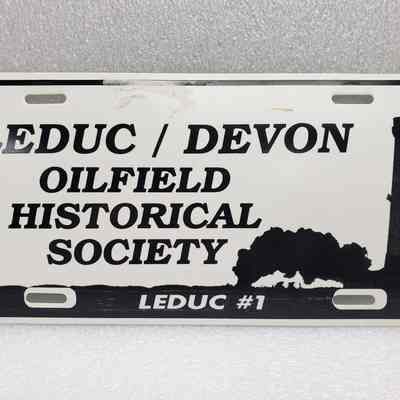 LEDUC / DEVON
OILFIELD
HISTORICAL
SOCIETY
LEDUC #1